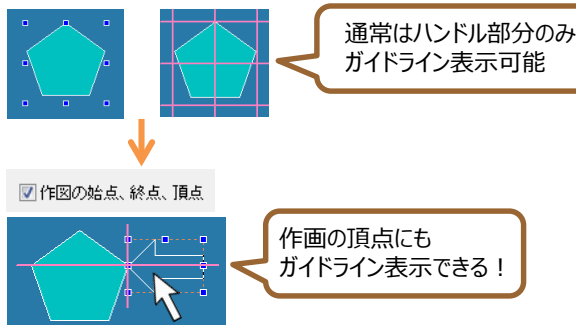 通常はハンドル部分のみ
ガイドライン表示可能
作図の始点、終点、頂点
作画の頂点にも
ガイドライン表示できる！